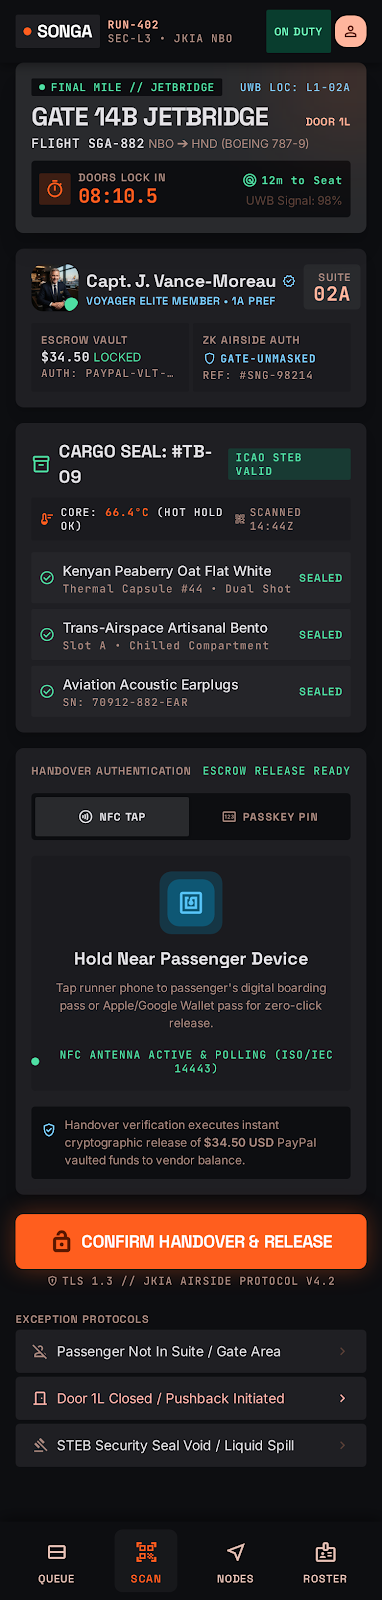 SONGA
RUN-402
SEC-L3 • JKIA NBO
ON DUTY
FINAL MILE // JETBRIDGE
UWB LOC: L1-02A
GATE 14B JETBRIDGE
DOOR 1L
FLIGHT SGA-882 NBO → HND (BOEING 787-9)
DOORS LOCK IN
08:10.5
12m to Seat
UWB Signal: 98%
Capt. J. Vance-Moreau
VOYAGER ELITE MEMBER • 1A PREF
SUITE
02A
ESCROW VAULT
$34.50 LOCKED
AUTH: PAYPAL-VLT-…
ZK AIRSIDE AUTH
GATE-UNMASKED
REF: #SNG-98214
CARGO SEAL: #TB-
09
ICAO STEB
VALID
CORE: 66.4°C (HOT HOLD
OK)
SCANNED
14:44Z
Kenyan Peaberry Oat Flat White
Thermal Capsule #44 • Dual Shot
SEALED
Trans-Airspace Artisanal Bento
Slot A • Chilled Compartment
SEALED
Aviation Acoustic Earplugs
SN: 70912-882-EAR
SEALED
HANDOVER AUTHENTICATION
ESCROW RELEASE READY
NFC TAP
123
PASSKEY PIN
Hold Near Passenger Device
Tap runner phone to passenger's digital boarding
pass or Apple/Google Wallet pass for zero-click
release.
NFC ANTENNA ACTIVE & POLLING (ISO/IEC
14443)
Handover verification executes instant
cryptographic release of $34.50 USD PayPal
vaulted funds to vendor balance.
CONFIRM HANDOVER & RELEASE
TLS 1.3 // JKIA AIRSIDE PROTOCOL V4.2
EXCEPTION PROTOCOLS
Passenger Not In Suite / Gate Area
Door 1L Closed / Pushback Initiated
STEB Security Seal Void / Liquid Spill
QUEUE
SCAN
NODES
ROSTER